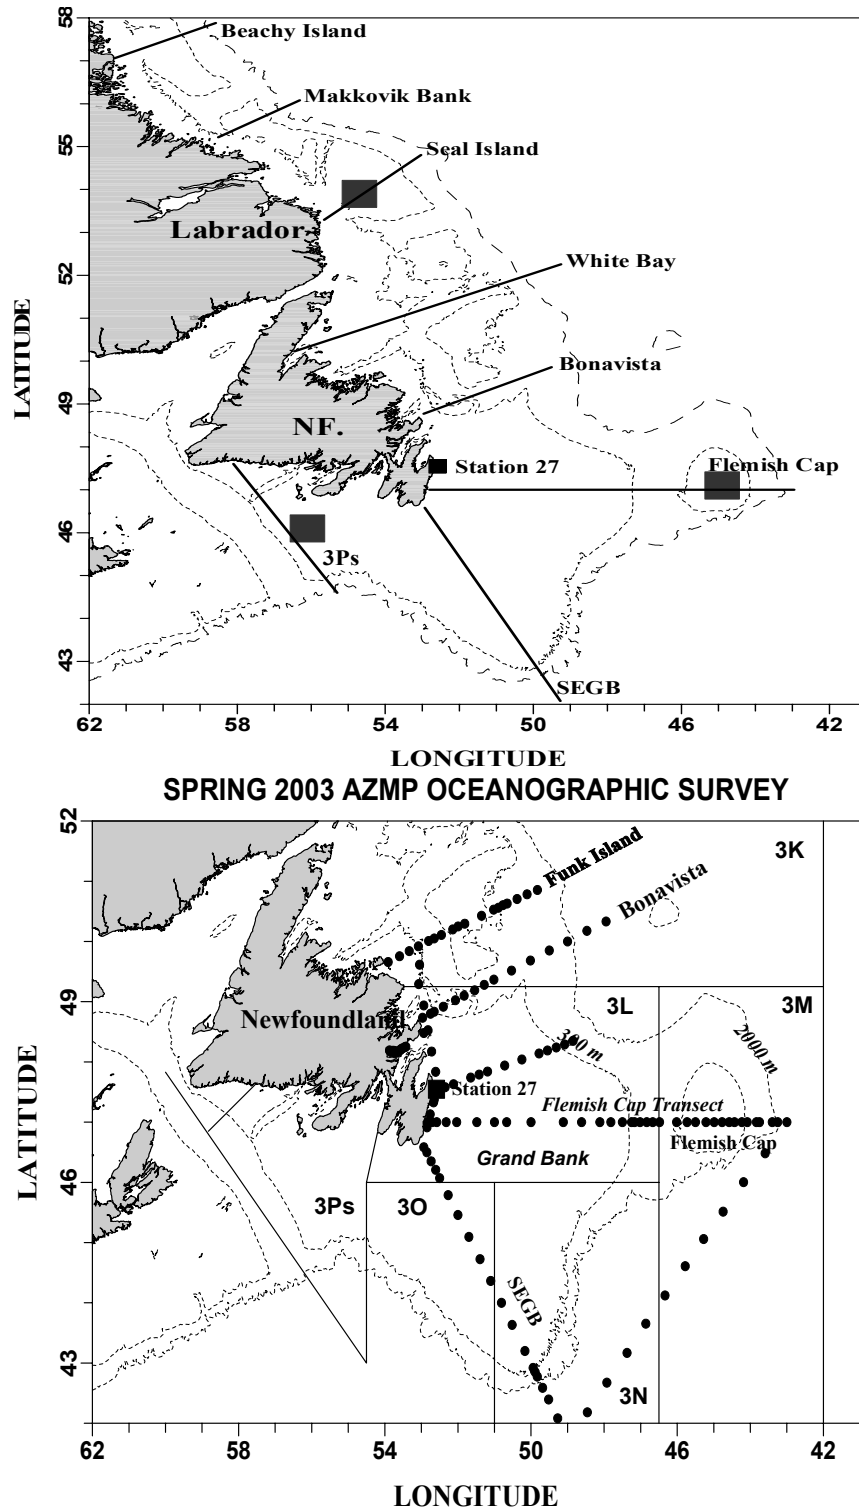 58
Beachy Island
Makkovik Bank
55
Seal Island
Labrador
White Bay
52
LATITUDE
Bonavista
49
NF.
Station 27
Flemish Cap
46
3Ps
43
SEGB
62
58
54
50
46
42
LONGITUDE
SPRING 2003 AZMP OCEANOGRAPHIC SURVEY
52
3K
Funk Island
Bonavista
49
Newfoundland
3L
3M
300 m
2000 m
Station 27
LATITUDE
Flemish Cap Transect
Flemish Cap
Grand Bank
46
3Ps
3O
SEGB
43
3N
62
58
54
50
46
42
LONGITUDE